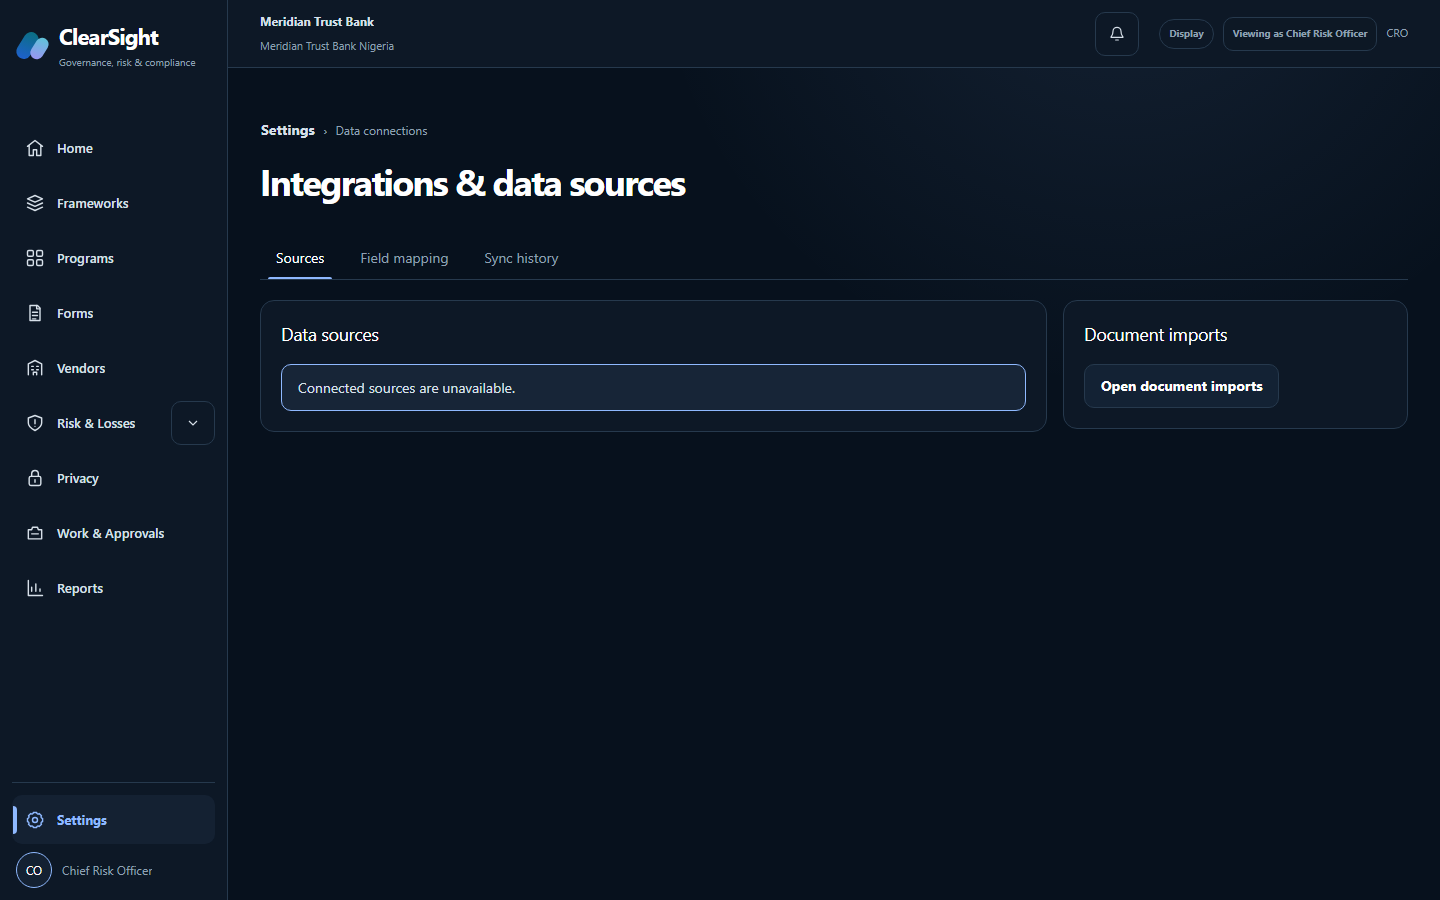 ClearSight
Governance, risk & compliance
Home
Frameworks
Programs
Forms
Vendors
Risk & Losses
Privacy
Work & Approvals
Reports
Settings
CO
Chief Risk Officer
Meridian Trust Bank
Meridian Trust Bank Nigeria
Display
Viewing as Chief Risk Officer
CRO
Settings › Data connections
Integrations & data sources
Sources
Field mapping
Sync history
Data sources
Connected sources are unavailable.
Document imports
Open document imports